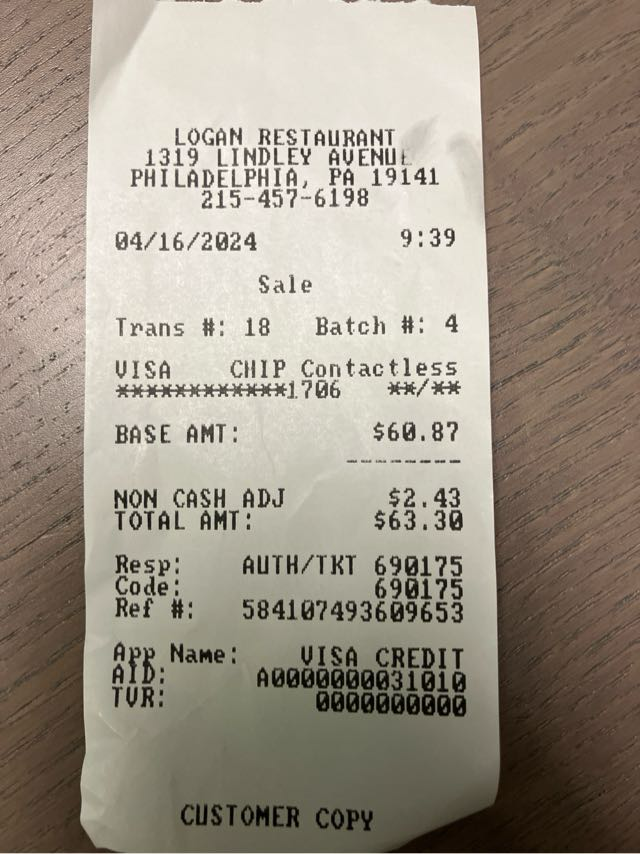 LOGAN RESTAURANT
1319 LINDLEY AVENUE
PHILADELPHIA, PA 19141
215-457-6198
04/16/2024 9:39
Sale
Trans #: 18 Batch #: 4
VISA CHIP Contactless
************1706 **/**
BASE AMT: $60.87
--------
NON CASH ADJ $2.43
TOTAL AMT: $63.30
Resp: AUTH/TKT 690175
Code: 690175
Ref #: 584107493609653
App Name: VISA CREDIT
AID: A0000000031010
TVR: 0000000000
CUSTOMER COPY